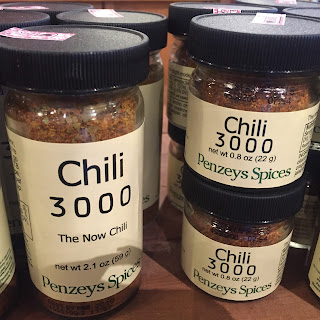 Chili
3000
The Now Chili
net wt 2.1 oz (59 g)
Penzeys Spices
Chili
3000
net wt 0.8 oz (22 g)
Penzeys Spices
Chili
3000
net wt 0.8 oz (22 g)
Penzeys Spices